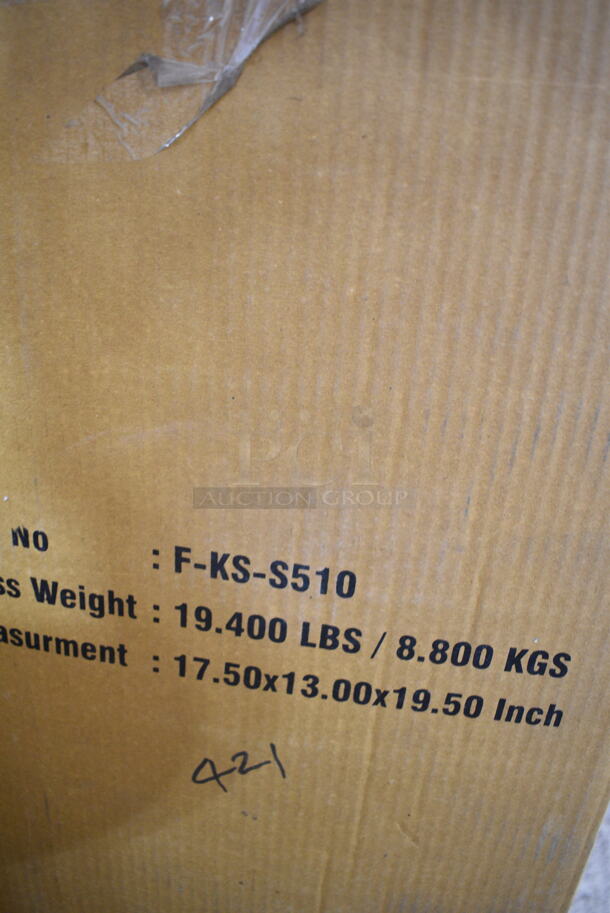 PCI
AUCTION GROUP
NO : F-KS-S510
ss Weight : 19.400 LBS / 8.800 KGS
asurment : 17.50x13.00x19.50 Inch
421